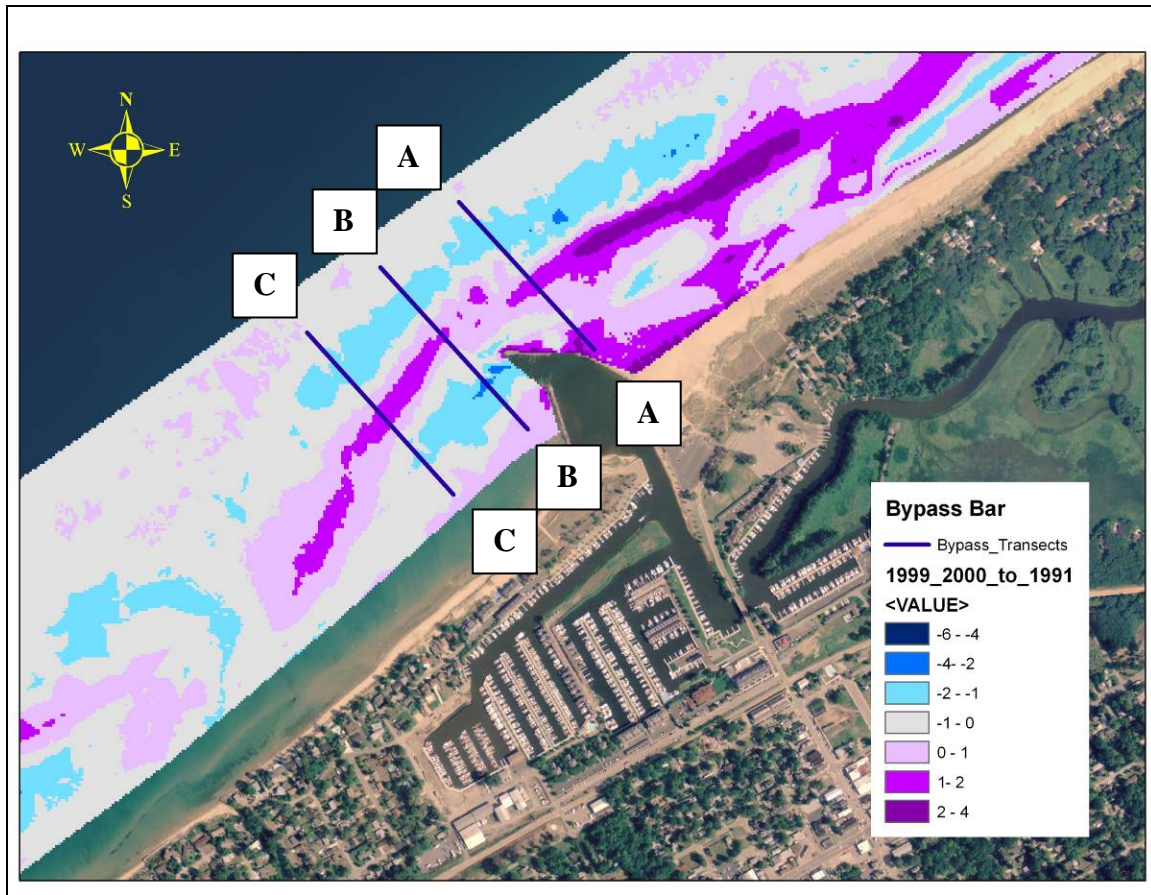 N
W E
S
A
B
C
A
B
C
Bypass Bar
Bypass_Transects
1999_2000_to_1991
<VALUE>
-6 - -4
-4 - -2
-2 - -1
-1 - 0
0 - 1
1 - 2
2 - 4